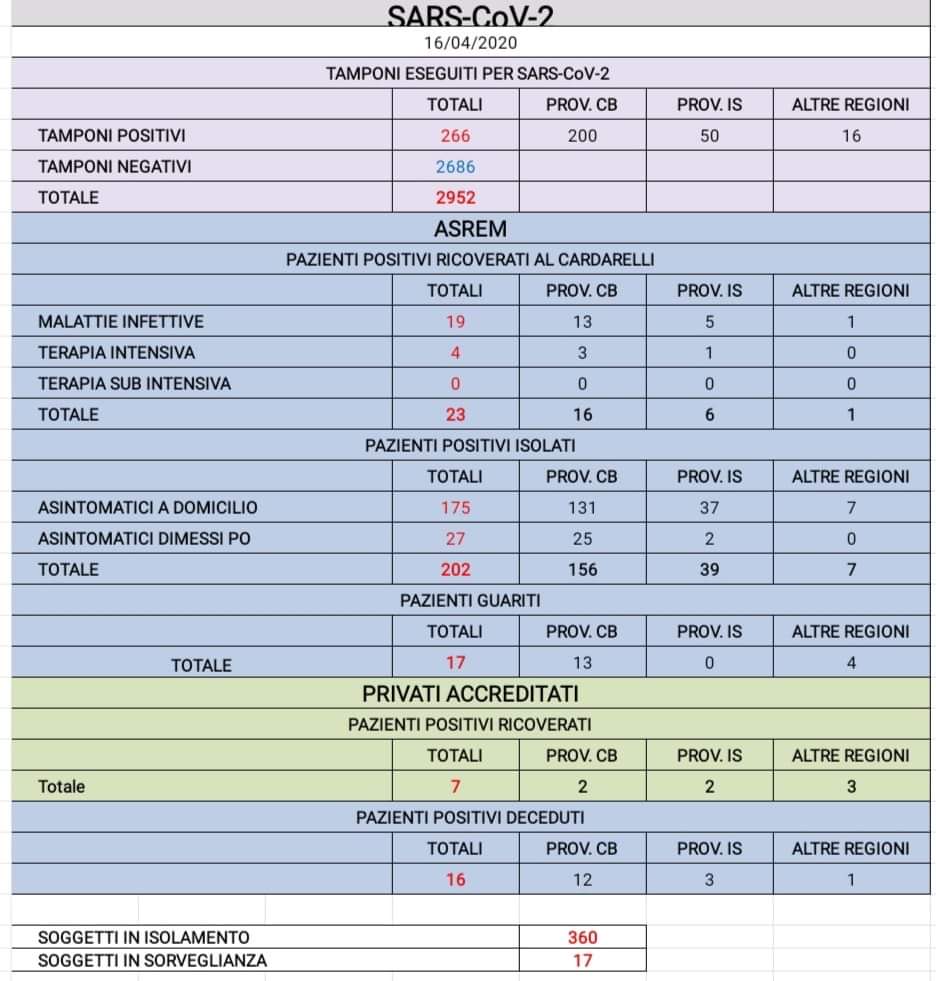 SARS-CoV-2
16/04/2020
TAMPONI ESEGUITI PER SARS-CoV-2
TOTALI PROV. CB PROV. IS ALTRE REGIONI
TAMPONI POSITIVI 266 200 50 16
TAMPONI NEGATIVI 2686
TOTALE 2952
ASREM
PAZIENTI POSITIVI RICOVERATI AL CARDARELLI
TOTALI PROV. CB PROV. IS ALTRE REGIONI
MALATTIE INFETTIVE 19 13 5 1
TERAPIA INTENSIVA 4 3 1 0
TERAPIA SUB INTENSIVA 0 0 0 0
TOTALE 23 16 6 1
PAZIENTI POSITIVI ISOLATI
TOTALI PROV. CB PROV. IS ALTRE REGIONI
ASINTOMATICI A DOMICILIO 175 131 37 7
ASINTOMATICI DIMESSI PO 27 25 2 0
TOTALE 202 156 39 7
PAZIENTI GUARITI
TOTALI PROV. CB PROV. IS ALTRE REGIONI
TOTALE 17 13 0 4
PRIVATI ACCREDITATI
PAZIENTI POSITIVI RICOVERATI
TOTALI PROV. CB PROV. IS ALTRE REGIONI
Totale 7 2 2 3
PAZIENTI POSITIVI DECEDUTI
TOTALI PROV. CB PROV. IS ALTRE REGIONI
16 12 3 1
SOGGETTI IN ISOLAMENTO 360
SOGGETTI IN SORVEGLIANZA 17